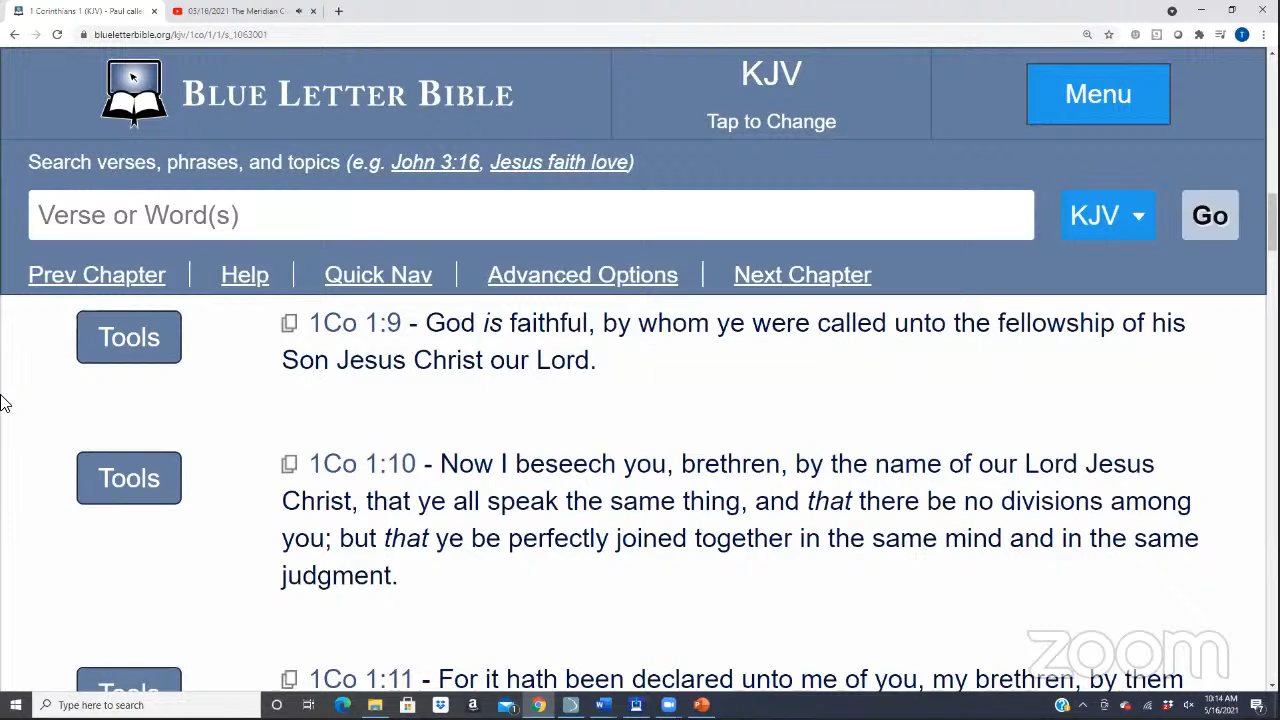 1 Corinthians 1 (KJV) - Paul calle
05/16/2021 The Meridian C
blueletterbible.org/kjv/1co/1/1/s_1063001
T
BLUE LETTER BIBLE
KJV
Tap to Change
Menu
Search verses, phrases, and topics (e.g. John 3:16, Jesus faith love)
Verse or Word(s)
KJV
Go
Prev Chapter
Help
Quick Nav
Advanced Options
Next Chapter
Tools
1Co 1:9 - God is faithful, by whom ye were called unto the fellowship of his
Son Jesus Christ our Lord.
Tools
1Co 1:10 - Now I beseech you, brethren, by the name of our Lord Jesus
Christ, that ye all speak the same thing, and that there be no divisions among
you; but that ye be perfectly joined together in the same mind and in the same
judgment.
zoom
Tools
1Co 1:11 - For it hath been declared unto me of you, my brethren, by them
Type here to search
10:14 AM
5/16/2021